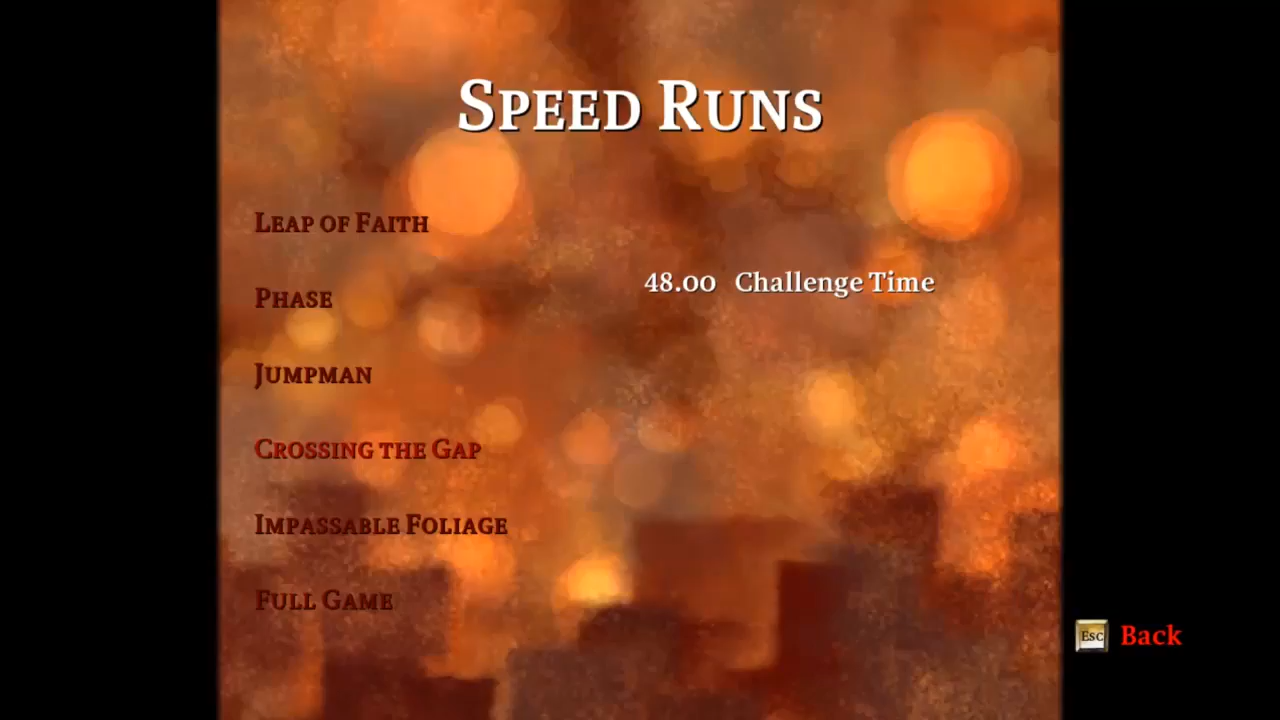 Speed Runs
Leap of Faith
48.00 Challenge Time
Phase
Jumpman
Crossing the Gap
Impassable Foliage
Full Game
Esc Back